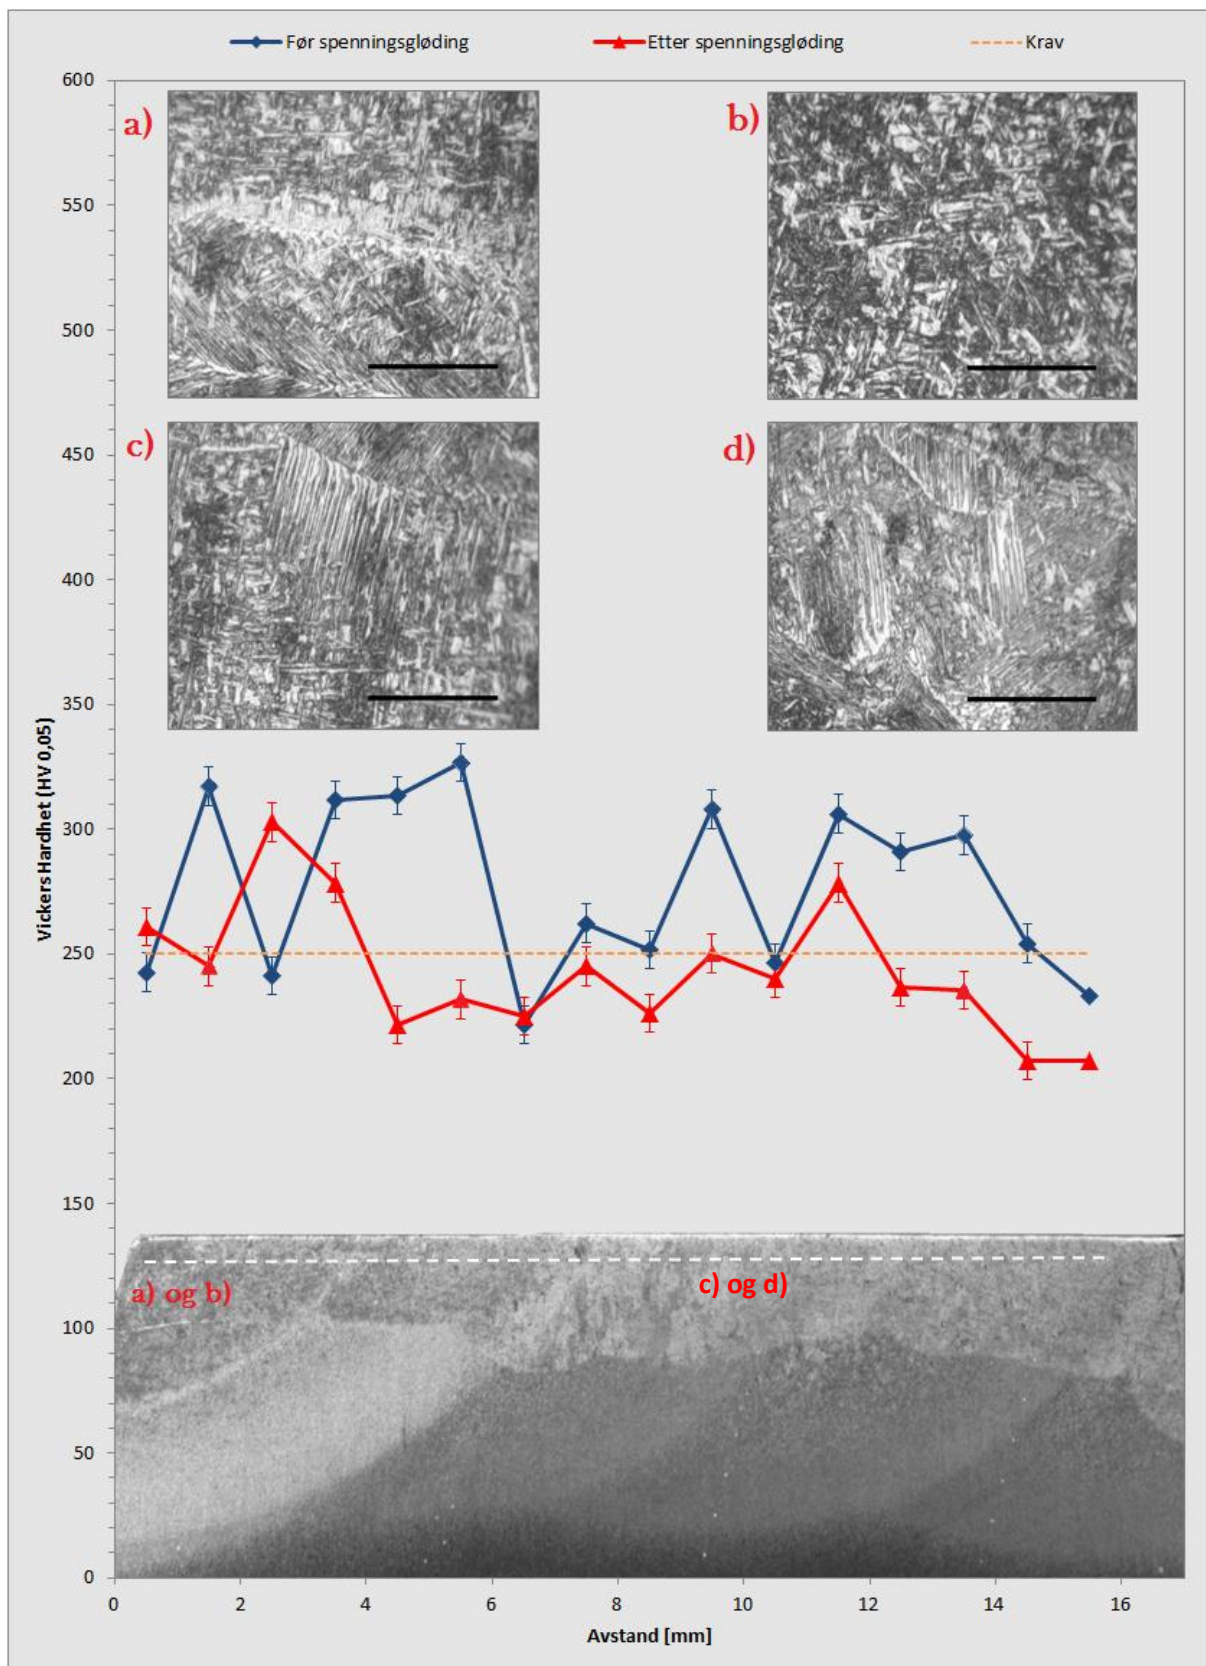 Før spenningsgløding Etter spenningsgløding Krav
600
a) b)
550
500
c) d)
450
400
350
300
250
200
150
a) og b) c) og d)
100
50
0
0 2 4 6 8 10 12 14 16
Avstand [mm]
Vickers Hardhet (HV 0,05)